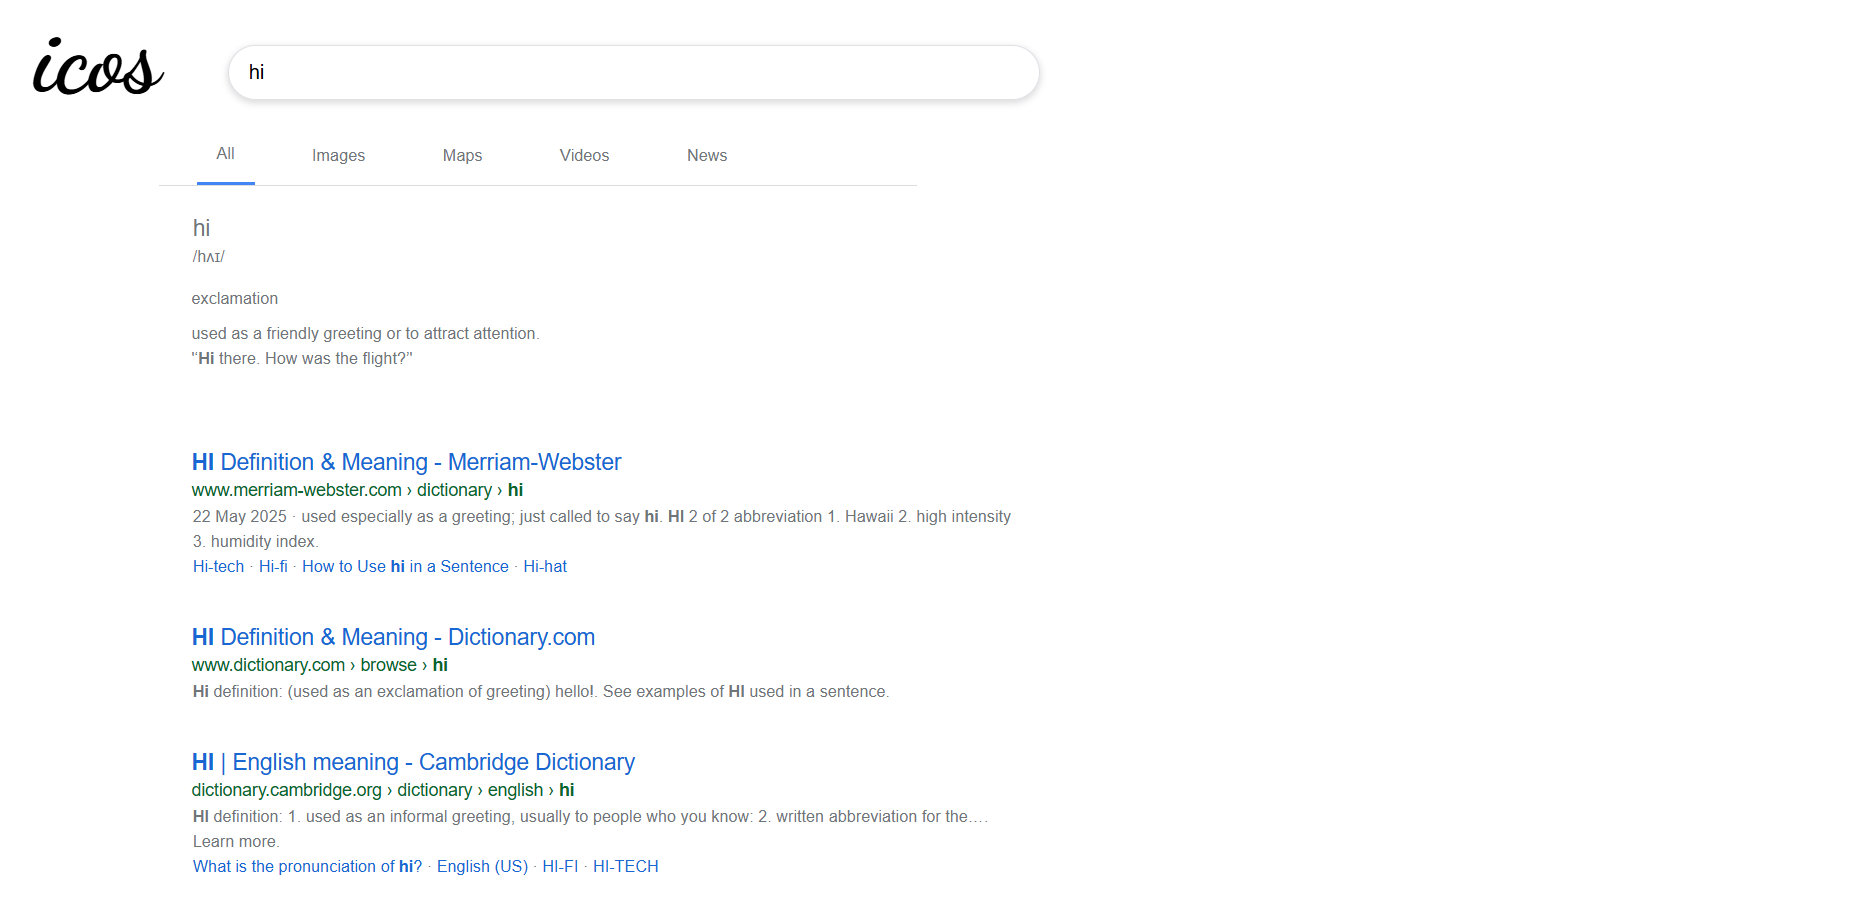 icos
hi
All Images Maps Videos News
hi
/hʌɪ/
exclamation
used as a friendly greeting or to attract attention.
"‘Hi there. How was the flight?’"
HI Definition & Meaning - Merriam-Webster
www.merriam-webster.com › dictionary › hi
22 May 2025 · used especially as a greeting; just called to say hi. HI 2 of 2 abbreviation 1. Hawaii 2. high intensity
3. humidity index.
Hi-tech · Hi-fi · How to Use hi in a Sentence · Hi-hat
HI Definition & Meaning - Dictionary.com
www.dictionary.com › browse › hi
Hi definition: (used as an exclamation of greeting) hello!. See examples of HI used in a sentence.
HI | English meaning - Cambridge Dictionary
dictionary.cambridge.org › dictionary › english › hi
HI definition: 1. used as an informal greeting, usually to people who you know: 2. written abbreviation for the….
Learn more.
What is the pronunciation of hi? · English (US) · HI-FI · HI-TECH